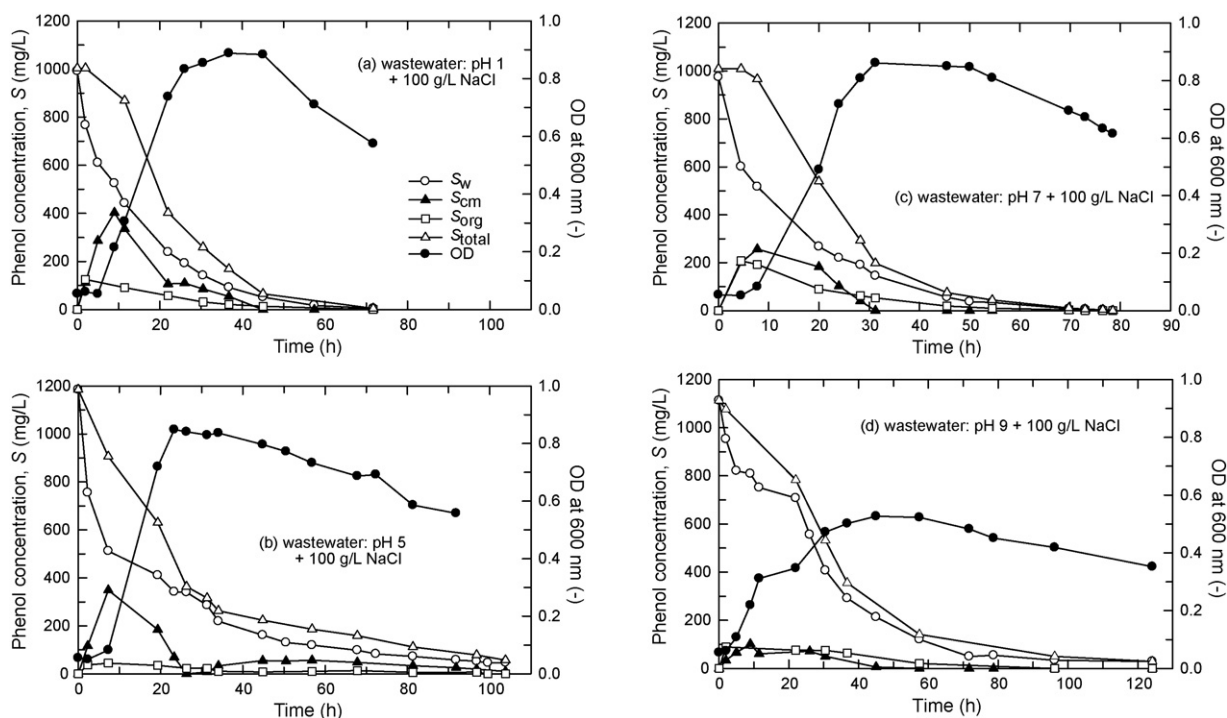 Phenol concentration, S (mg/L)
1200
1000
800
600
400
200
0
(a) wastewater: pH 1
+ 100 g/L NaCl
Sw
Scm
Sorg
Stotal
OD
1.0
0.8
0.6
0.4
0.2
0.0
OD at 600 nm (-)
0 20 40 60 80 100
Time (h)
Phenol concentration, S (mg/L)
1200
1000
800
600
400
200
0
(c) wastewater: pH 7 + 100 g/L NaCl
1.0
0.8
0.6
0.4
0.2
0.0
OD at 600 nm (-)
0 10 20 30 40 50 60 70 80 90
Time (h)
Phenol concentration, S (mg/L)
1200
1000
800
600
400
200
0
(b) wastewater: pH 5
+ 100 g/L NaCl
1.0
0.8
0.6
0.4
0.2
0.0
OD at 600 nm (-)
0 20 40 60 80 100
Time (h)
Phenol concentration, S (mg/L)
1200
1000
800
600
400
200
0
(d) wastewater: pH 9 + 100 g/L NaCl
1.0
0.8
0.6
0.4
0.2
0.0
OD at 600 nm (-)
0 20 40 60 80 100 120
Time (h)